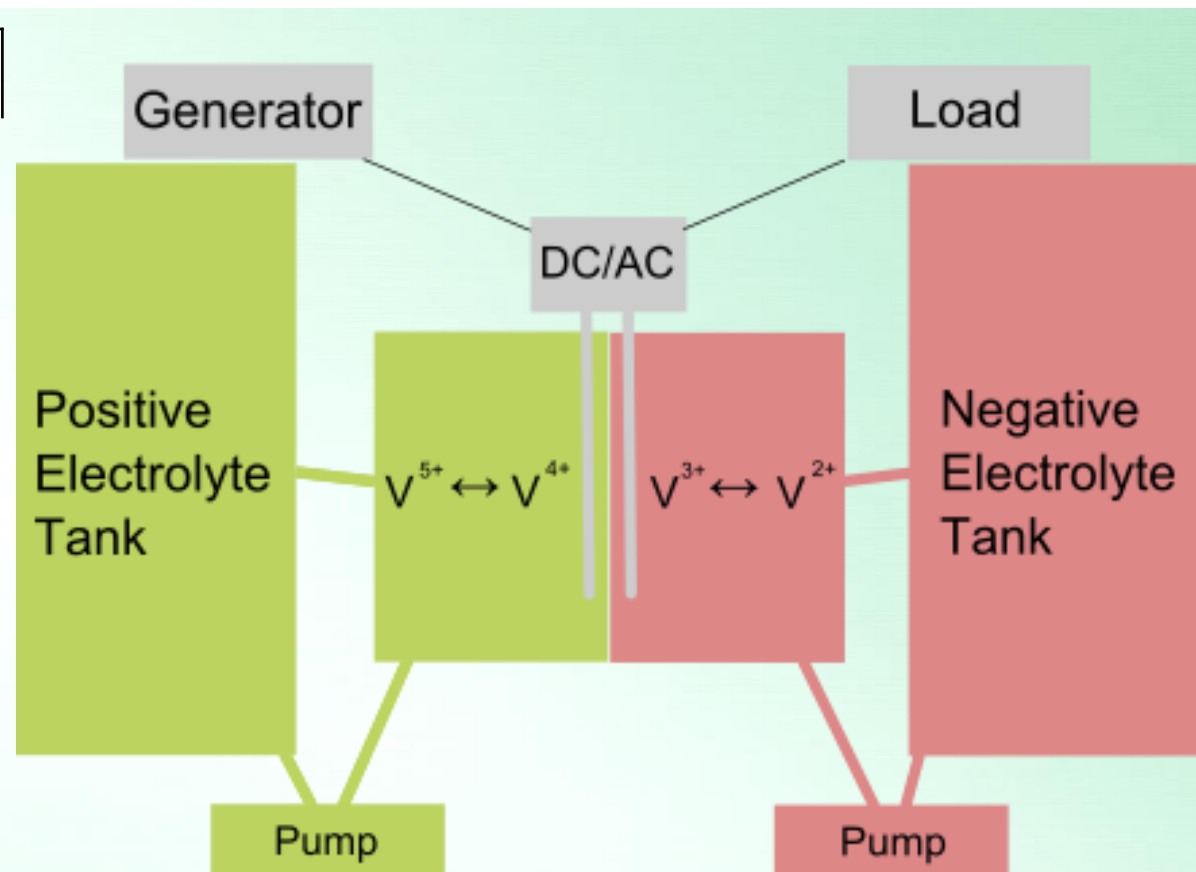 Generator
Load
DC/AC
Positive
Electrolyte
Tank
V⁵⁺ ↔ V⁴⁺
V³⁺ ↔ V²⁺
Negative
Electrolyte
Tank
Pump
Pump